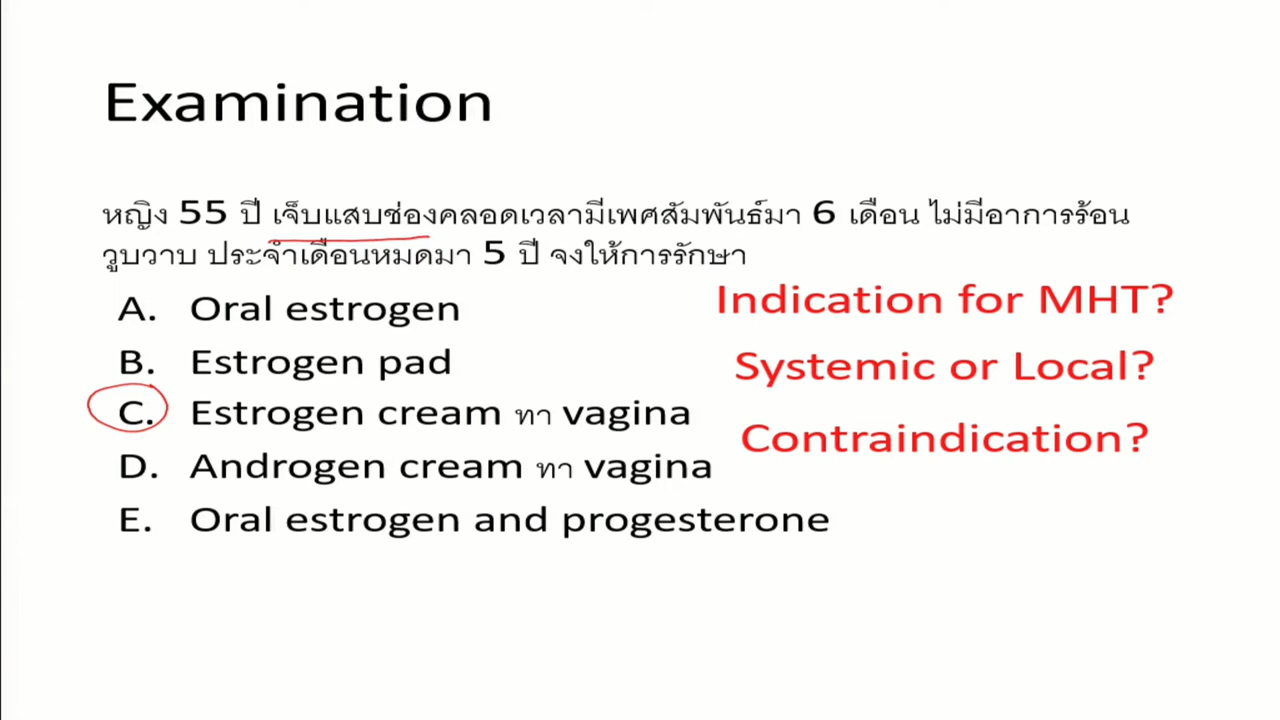 Examination
หญิง 55 ปี เจ็บแสบช่องคลอดเวลามีเพศสัมพันธ์มา 6 เดือน ไม่มีอาการร้อน
วูบวาบ ประจำเดือนหมดมา 5 ปี จงให้การรักษา
A. Oral estrogen
B. Estrogen pad
C. Estrogen cream ทา vagina
D. Androgen cream ทา vagina
E. Oral estrogen and progesterone
Indication for MHT?
Systemic or Local?
Contraindication?